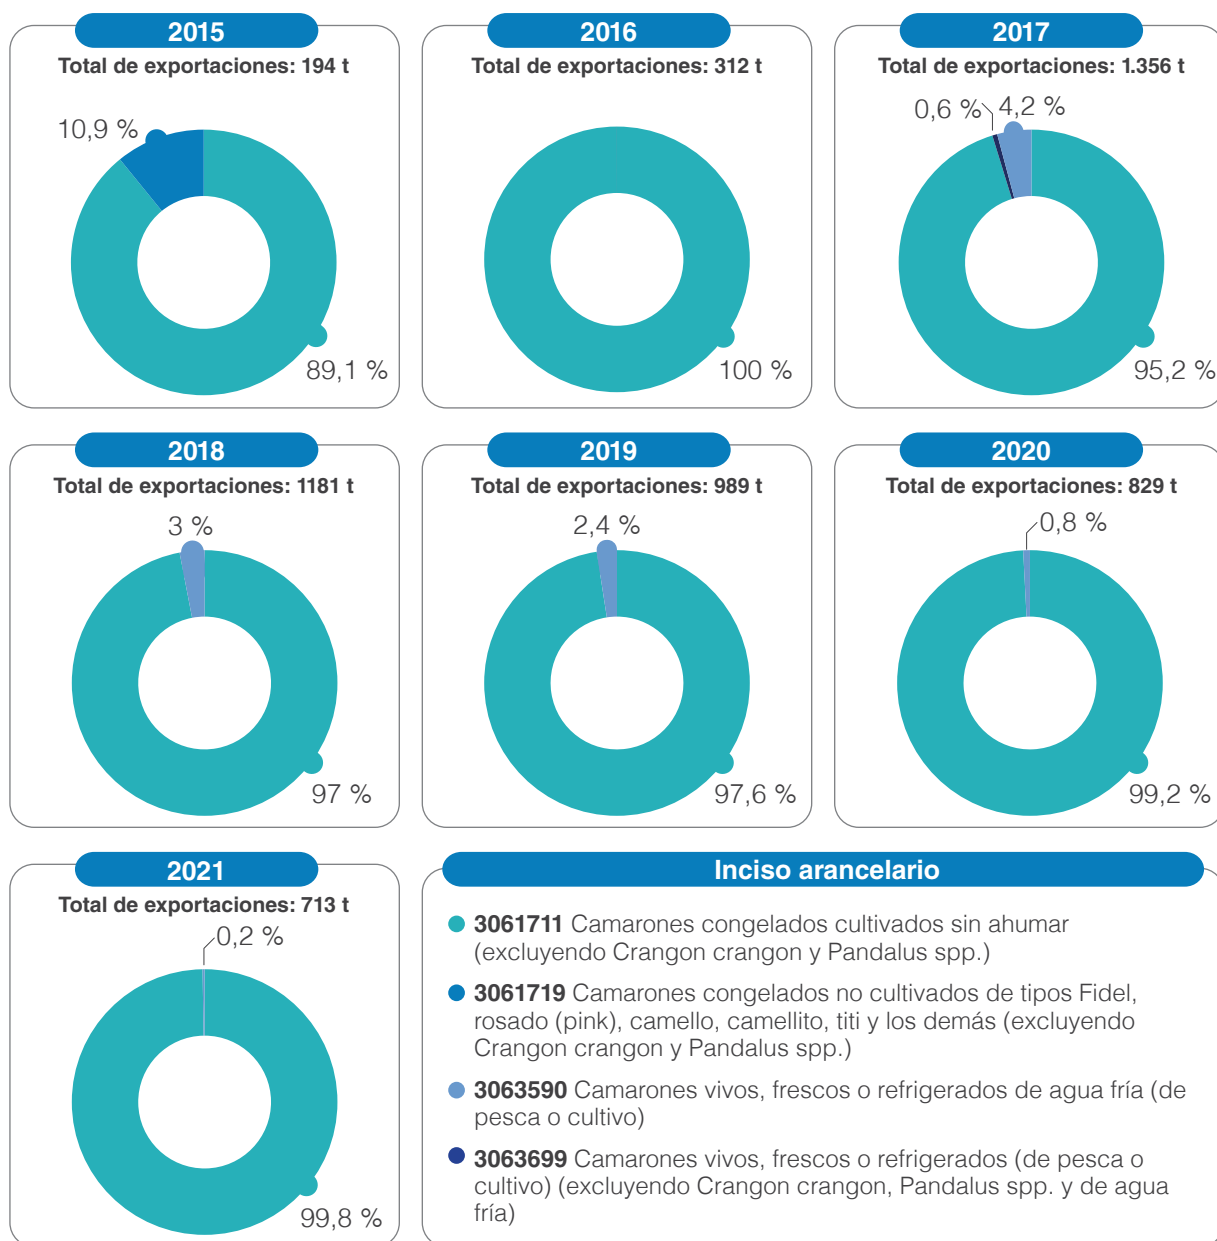 2015
Total de exportaciones: 194 t
10,9 %
89,1 %
2016
Total de exportaciones: 312 t
100 %
2017
Total de exportaciones: 1.356 t
0,6 %
4,2 %
95,2 %
2018
Total de exportaciones: 1181 t
3 %
97 %
2019
Total de exportaciones: 989 t
2,4 %
97,6 %
2020
Total de exportaciones: 829 t
0,8 %
99,2 %
2021
Total de exportaciones: 713 t
0,2 %
99,8 %
Inciso arancelario
3061711 Camarones congelados cultivados sin ahumar
(excluyendo Crangon crangon y Pandalus spp.)
3061719 Camarones congelados no cultivados de tipos Fidel,
rosado (pink), camello, camellito, titi y los demás (excluyendo
Crangon crangon y Pandalus spp.)
3063590 Camarones vivos, frescos o refrigerados de agua fría (de
pesca o cultivo)
3063699 Camarones vivos, frescos o refrigerados (de pesca o
cultivo) (excluyendo Crangon crangon, Pandalus spp. y de agua
fría)